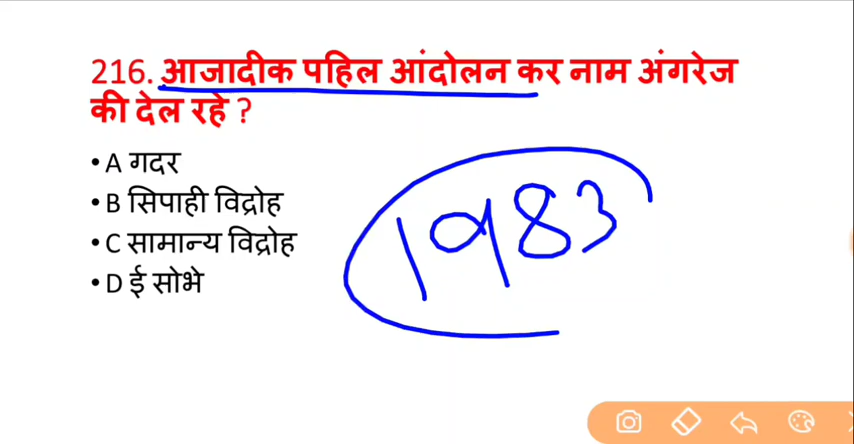 216. आजादीक पहिल आंदोलन कर नाम अंगरेज
की देल रहे ?
• A गदर
• B सिपाही विद्रोह
• C सामान्य विद्रोह
• D ई सोभे
1983